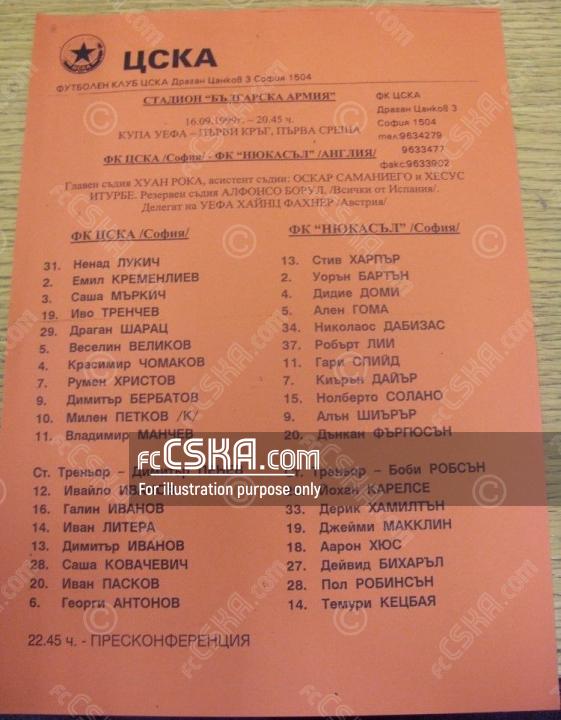 ЦСКА
ФУТБОЛЕН КЛУБ ЦСКА Драган Цанков 3 София 1504
СТАДИОН "БЪЛГАРСКА АРМИЯ"
16.09.1999г. – 20.45 ч.
КУПА УЕФА – ПЪРВИ КРЪГ, ПЪРВА СРЕЩА
ФК ЦСКА
Драган Цанков 3
София 1504
тел:9634279
9633477
факс:9633902
ФК ЦСКА /София/ - ФК "НЮКАСЪЛ" /АНГЛИЯ/
Главен съдия ХУАН РОКА, асистент съдии: ОСКАР САМАНИЕГО и ХЕСУС
ИТУРБЕ. Резервен съдия АЛФОНСО БОРУЛ. /Всички от Испания/.
Делегат на УЕФА ХАЙНЦ ФАХНЕР /Австрия/
ФК ЦСКА /София/
31. Ненад ЛУКИЧ
2. Емил КРЕМЕНЛИЕВ
3. Саша МЪРКИЧ
19. Иво ТРЕНЧЕВ
29. Драган ШАРАЦ
5. Веселин ВЕЛИКОВ
4. Красимир ЧОМАКОВ
7. Румен ХРИСТОВ
9. Димитър БЕРБАТОВ
10. Милен ПЕТКОВ /К/
11. Владимир МАНЧЕВ
Ст. Треньор – Димитър ПЕНЕВ
12. Ивайло
16. Галин ИВАНОВ
14. Иван ЛИТЕРА
13. Димитър ИВАНОВ
28. Саша КОВАЧЕВИЧ
20. Иван ПАСКОВ
6. Георги АНТОНОВ
ФК "НЮКАСЪЛ" /София/
13. Стив ХАРПЪР
2. Уорън БАРТЪН
4. Дидие ДОМИ
5. Ален ГОМА
34. Николаос ДАБИЗАС
37. Робърт ЛИИ
11. Гари СПИЙД
7. Киърън ДАЙЪР
15. Нолберто СОЛАНО
9. Алън ШИЪРЪР
20. Дънкан ФЪРГЮСЪН
Ст. Треньор – Боби РОБСЪН
Йохан КАРЕЛСЕ
33. Дерик ХАМИЛТЪН
19. Джейми МАККЛИН
18. Аарон ХЮС
27. Дейвид БИХАРЪЛ
28. Пол РОБИНСЪН
14. Темури КЕЦБАЯ
22.45 ч. - ПРЕСКОНФЕРЕНЦИЯ
fcCSKA.com
For illustration purpose only